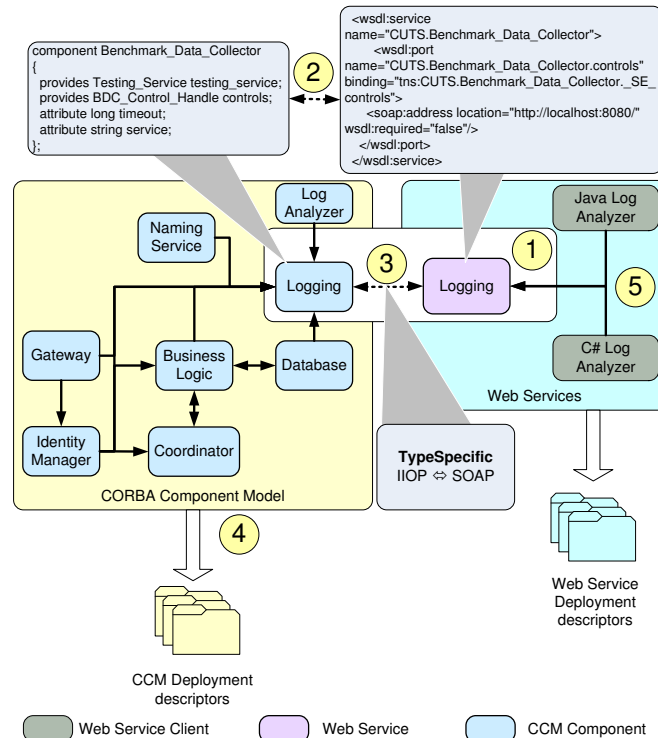 component Benchmark_Data_Collector
{
provides Testing_Service testing_service;
provides BDC_Control_Handle controls;
attribute long timeout;
attribute string service;
};
2
<wsdl:service
name="CUTS.Benchmark_Data_Collector">
<wsdl:port
name="CUTS.Benchmark_Data_Collector.controls"
binding="tns:CUTS.Benchmark_Data_Collector._SE_
controls">
<soap:address location="http://localhost:8080/"
wsdl:required="false"/>
</wsdl:port>
</wsdl:service>
Log
Analyzer
Java Log
Analyzer
Naming
Service
3
1
Logging
Logging
5
Gateway
Business
Logic
Database
C# Log
Analyzer
Web Services
Identity
Manager
Coordinator
TypeSpecific
IIOP ⇔ SOAP
CORBA Component Model
4
Web Service
Deployment
descriptors
CCM Deployment
descriptors
Web Service Client
Web Service
CCM Component